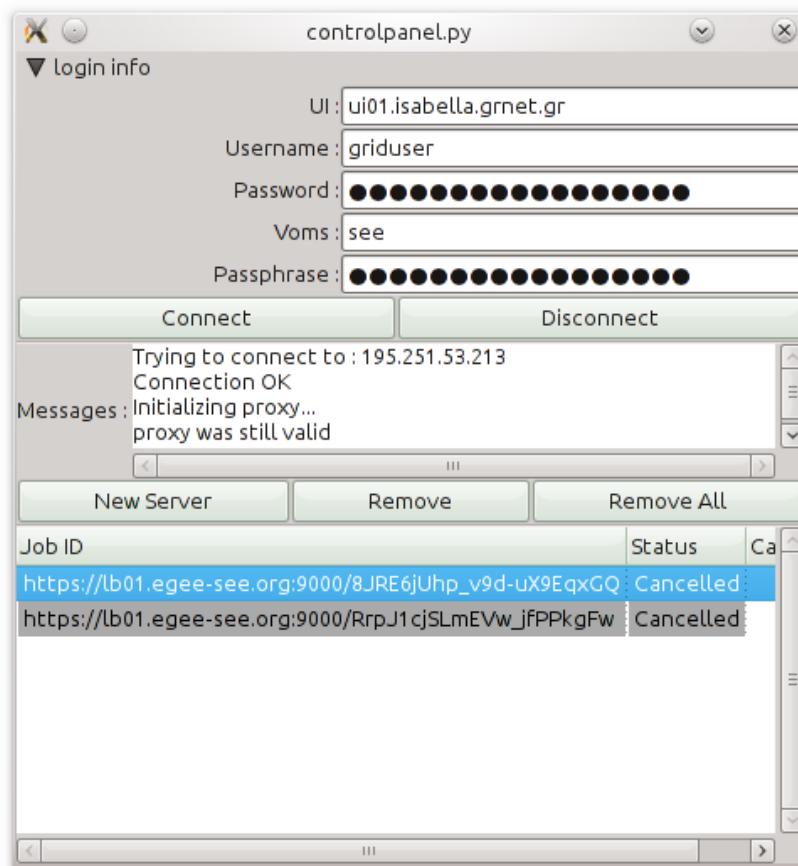 controlpanel.py
login info
UI : ui01.isabella.grnet.gr
Username : griduser
Password : ●●●●●●●●●●●●●●●●●
Voms : see
Passphrase : ●●●●●●●●●●●●●●●●●
Connect Disconnect
Trying to connect to : 195.251.53.213
Connection OK
Messages : Initializing proxy...
proxy was still valid
New Server Remove Remove All
Job ID Status Ca
https://lb01.egee-see.org:9000/8JRE6jUhp_v9d-uX9EqxGQ Cancelled
https://lb01.egee-see.org:9000/RrpJ1cjSLmEVw_jfPPkgFw Cancelled